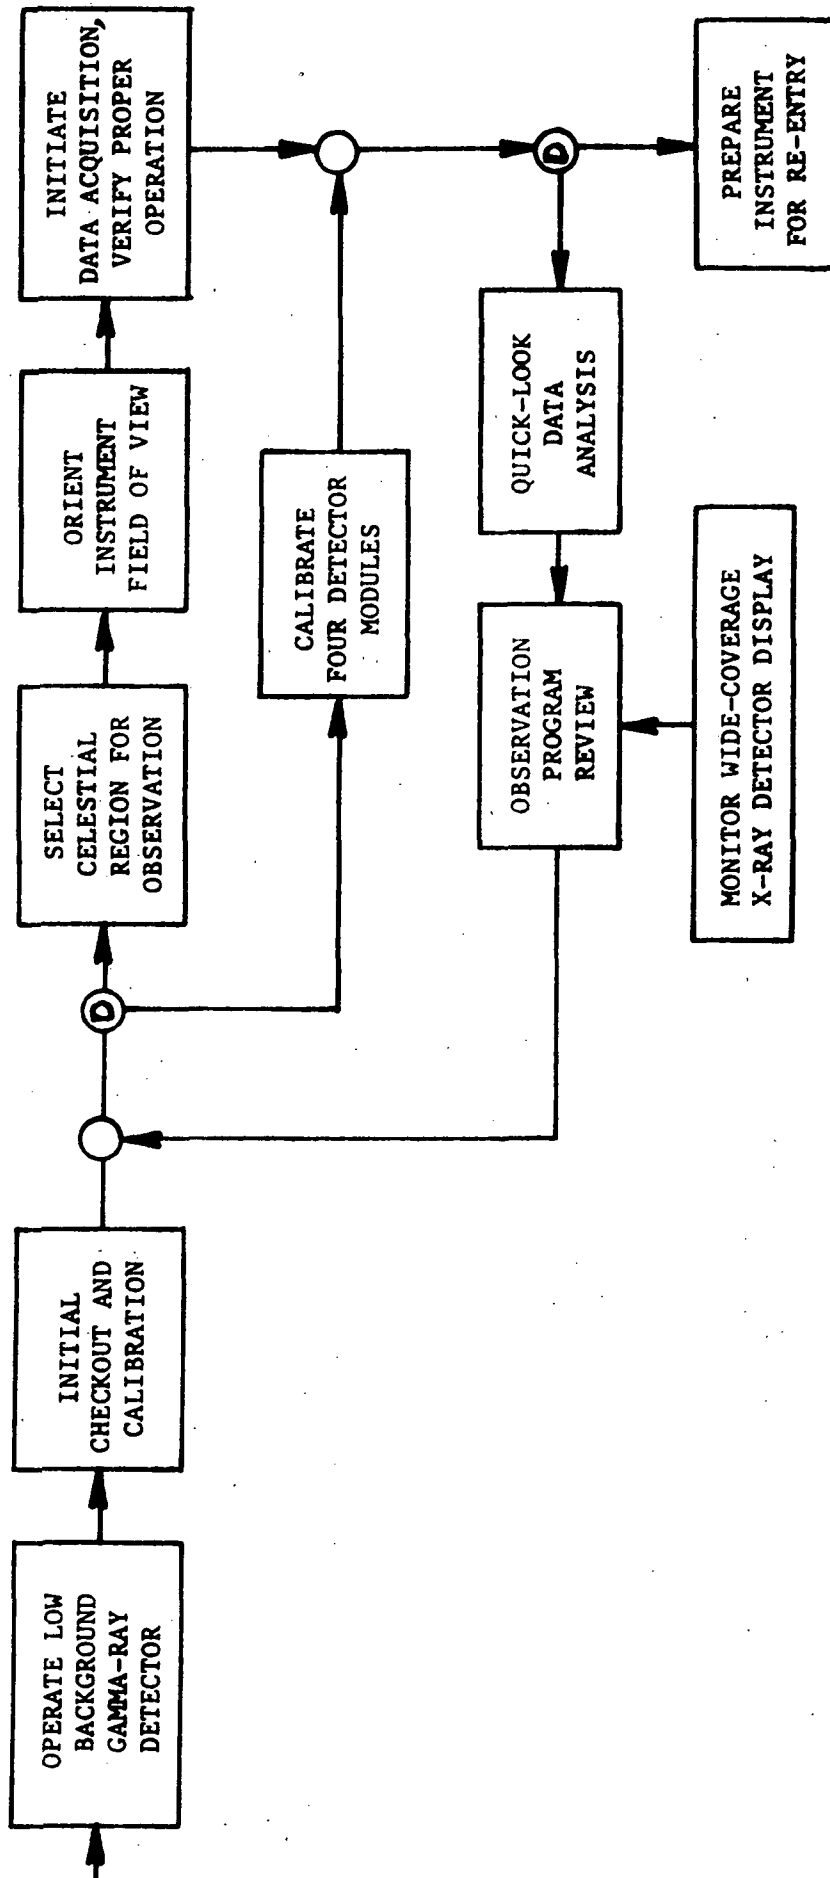 OPERATE LOW
BACKGROUND
GAMMA-RAY
DETECTOR
INITIAL
CHECKOUT AND
CALIBRATION
D
SELECT
CELESTIAL
REGION FOR
OBSERVATION
ORIENT
INSTRUMENT
FIELD OF VIEW
INITIATE
DATA ACQUISITION,
VERIFY PROPER
OPERATION
CALIBRATE
FOUR DETECTOR
MODULES
D
QUICK-LOOK
DATA
ANALYSIS
OBSERVATION
PROGRAM
REVIEW
MONITOR WIDE-COVERAGE
X-RAY DETECTOR DISPLAY
PREPARE
INSTRUMENT
FOR RE-ENTRY